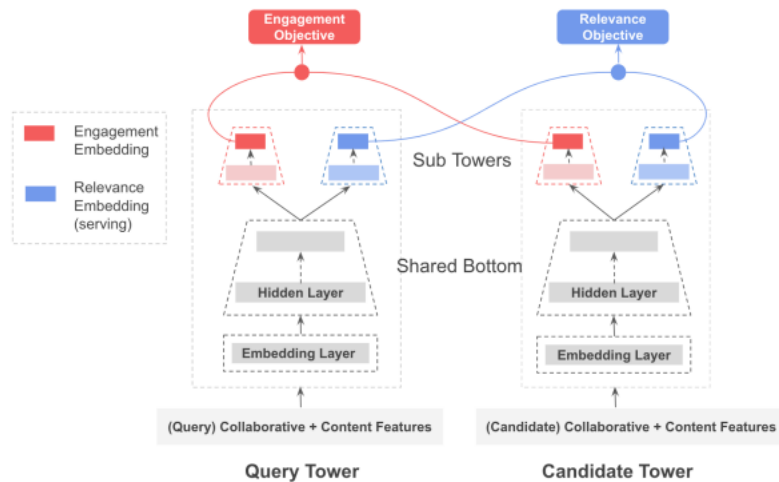 Engagement
Objective
Relevance
Objective
Engagement
Embedding
Relevance
Embedding
(serving)
Sub Towers
Shared Bottom
Hidden Layer
Hidden Layer
Embedding Layer
Embedding Layer
(Query) Collaborative + Content Features
(Candidate) Collaborative + Content Features
Query Tower
Candidate Tower